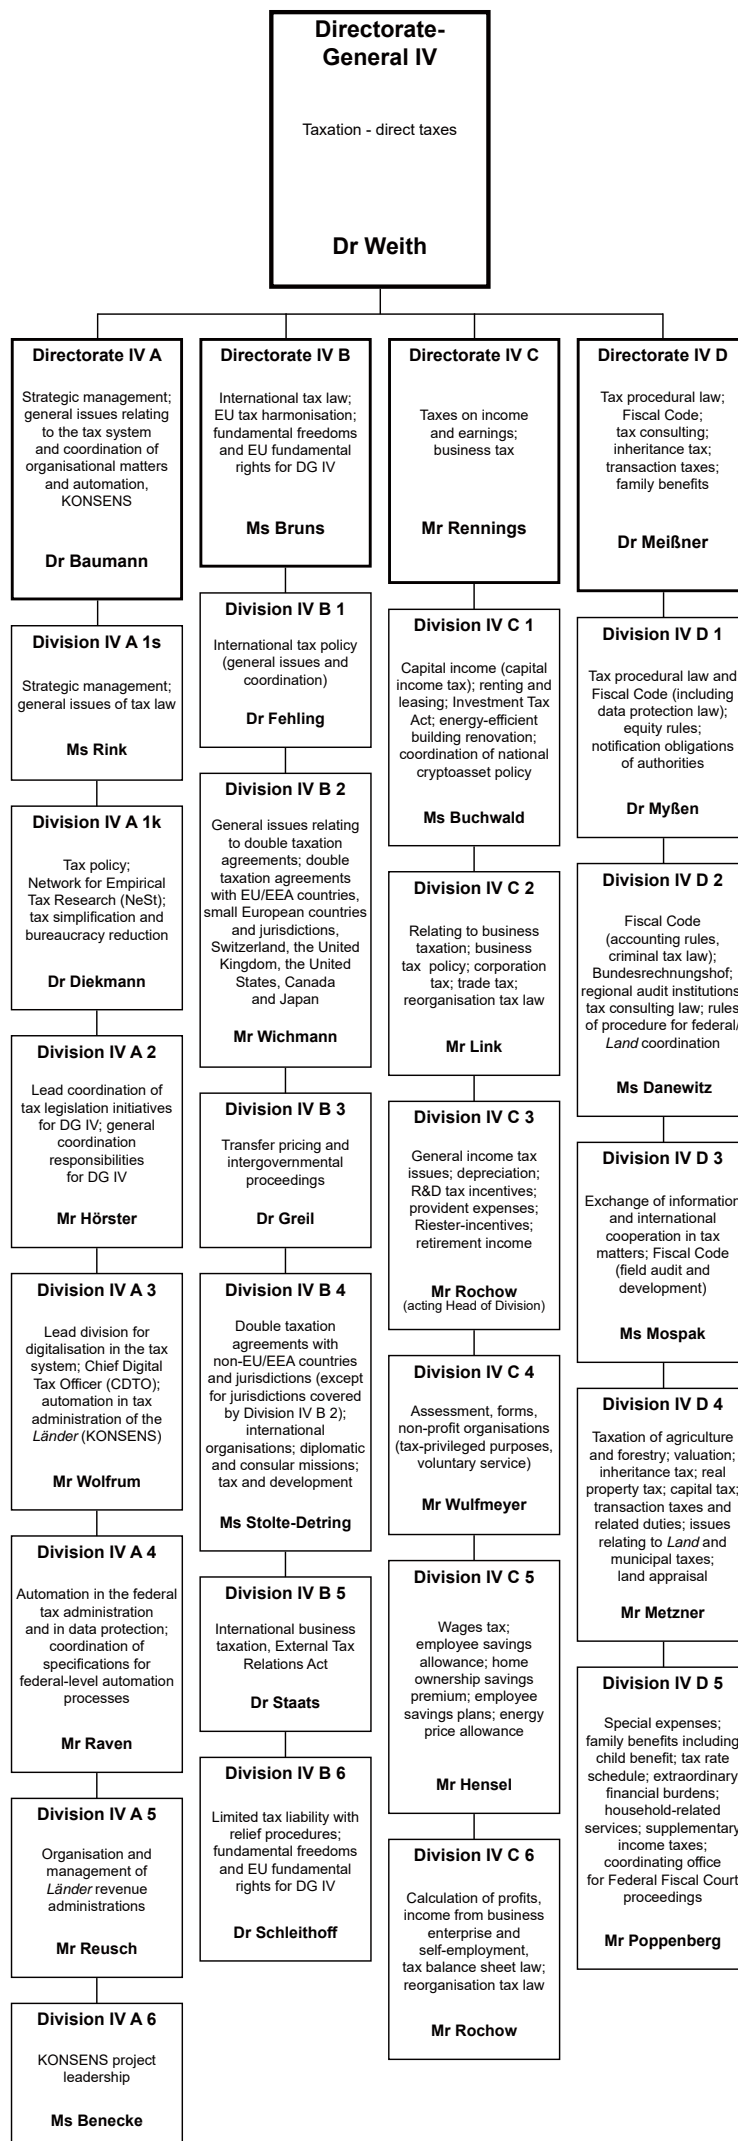 Directorate-
General IV
Taxation - direct taxes
Dr Weith
Directorate IV A
Strategic management;
general issues relating
to the tax system
and coordination of
organisational matters
and automation,
KONSENS
Dr Baumann
Division IV A 1s
Strategic management;
general issues of tax law
Ms Rink
Division IV A 1k
Tax policy;
Network for Empirical
Tax Research (NeSt);
tax simplification and
bureaucracy reduction
Dr Diekmann
Division IV A 2
Lead coordination of
tax legislation initiatives
for DG IV; general
coordination
responsibilities
for DG IV
Mr Hörster
Division IV A 3
Lead division for
digitalisation in the tax
system; Chief Digital
Tax Officer (CDTO);
automation in tax
administration of the
Länder (KONSENS)
Mr Wolfrum
Division IV A 4
Automation in the federal
tax administration
and in data protection;
coordination of
specifications for
federal-level automation
processes
Mr Raven
Division IV A 5
Organisation and
management of
Länder revenue
administrations
Mr Reusch
Division IV A 6
KONSENS project
leadership
Ms Benecke
Directorate IV B
International tax law;
EU tax harmonisation;
fundamental freedoms
and EU fundamental
rights for DG IV
Ms Bruns
Division IV B 1
International tax policy
(general issues and
coordination)
Dr Fehling
Division IV B 2
General issues relating
to double taxation
agreements; double
taxation agreements
with EU/EEA countries,
small European countries
and jurisdictions,
Switzerland, the United
Kingdom, the United
States, Canada
and Japan
Mr Wichmann
Division IV B 3
Transfer pricing and
intergovernmental
proceedings
Dr Greil
Division IV B 4
Double taxation
agreements with
non-EU/EEA countries
and jurisdictions (except
for jurisdictions covered
by Division IV B 2);
international
organisations; diplomatic
and consular missions;
tax and development
Ms Stolte-Detring
Division IV B 5
International business
taxation, External Tax
Relations Act
Dr Staats
Division IV B 6
Limited tax liability with
relief procedures;
fundamental freedoms
and EU fundamental
rights for DG IV
Dr Schleithoff
Directorate IV C
Taxes on income
and earnings;
business tax
Mr Rennings
Division IV C 1
Capital income (capital
income tax); renting and
leasing; Investment Tax
Act; energy-efficient
building renovation;
coordination of national
cryptoasset policy
Ms Buchwald
Division IV C 2
Relating to business
taxation; business
tax policy; corporation
tax; trade tax;
reorganisation tax law
Mr Link
Division IV C 3
General income tax
issues; depreciation;
R&D tax incentives;
provident expenses;
Riester-incentives;
retirement income
Mr Rochow
(acting Head of Division)
Division IV C 4
Assessment, forms,
non-profit organisations
(tax-privileged purposes,
voluntary service)
Mr Wulfmeyer
Division IV C 5
Wages tax;
employee savings
allowance; home
ownership savings
premium; employee
savings plans; energy
price allowance
Mr Hensel
Division IV C 6
Calculation of profits,
income from business
enterprise and
self-employment,
tax balance sheet law;
reorganisation tax law
Mr Rochow
Directorate IV D
Tax procedural law;
Fiscal Code;
tax consulting;
inheritance tax;
transaction taxes;
family benefits
Dr Meißner
Division IV D 1
Tax procedural law and
Fiscal Code (including
data protection law);
equity rules;
notification obligations
of authorities
Dr Myßen
Division IV D 2
Fiscal Code
(accounting rules,
criminal tax law);
Bundesrechnungshof;
regional audit institutions
tax consulting law; rules
of procedure for federal/
Land coordination
Ms Danewitz
Division IV D 3
Exchange of information
and international
cooperation in tax
matters; Fiscal Code
(field audit and
development)
Ms Mospak
Division IV D 4
Taxation of agriculture
and forestry; valuation;
inheritance tax; real
property tax; capital tax;
transaction taxes and
related duties; issues
relating to Land and
municipal taxes;
land appraisal
Mr Metzner
Division IV D 5
Special expenses;
family benefits including
child benefit; tax rate
schedule; extraordinary
financial burdens;
household-related
services; supplementary
income taxes;
coordinating office
for Federal Fiscal Court
proceedings
Mr Poppenberg